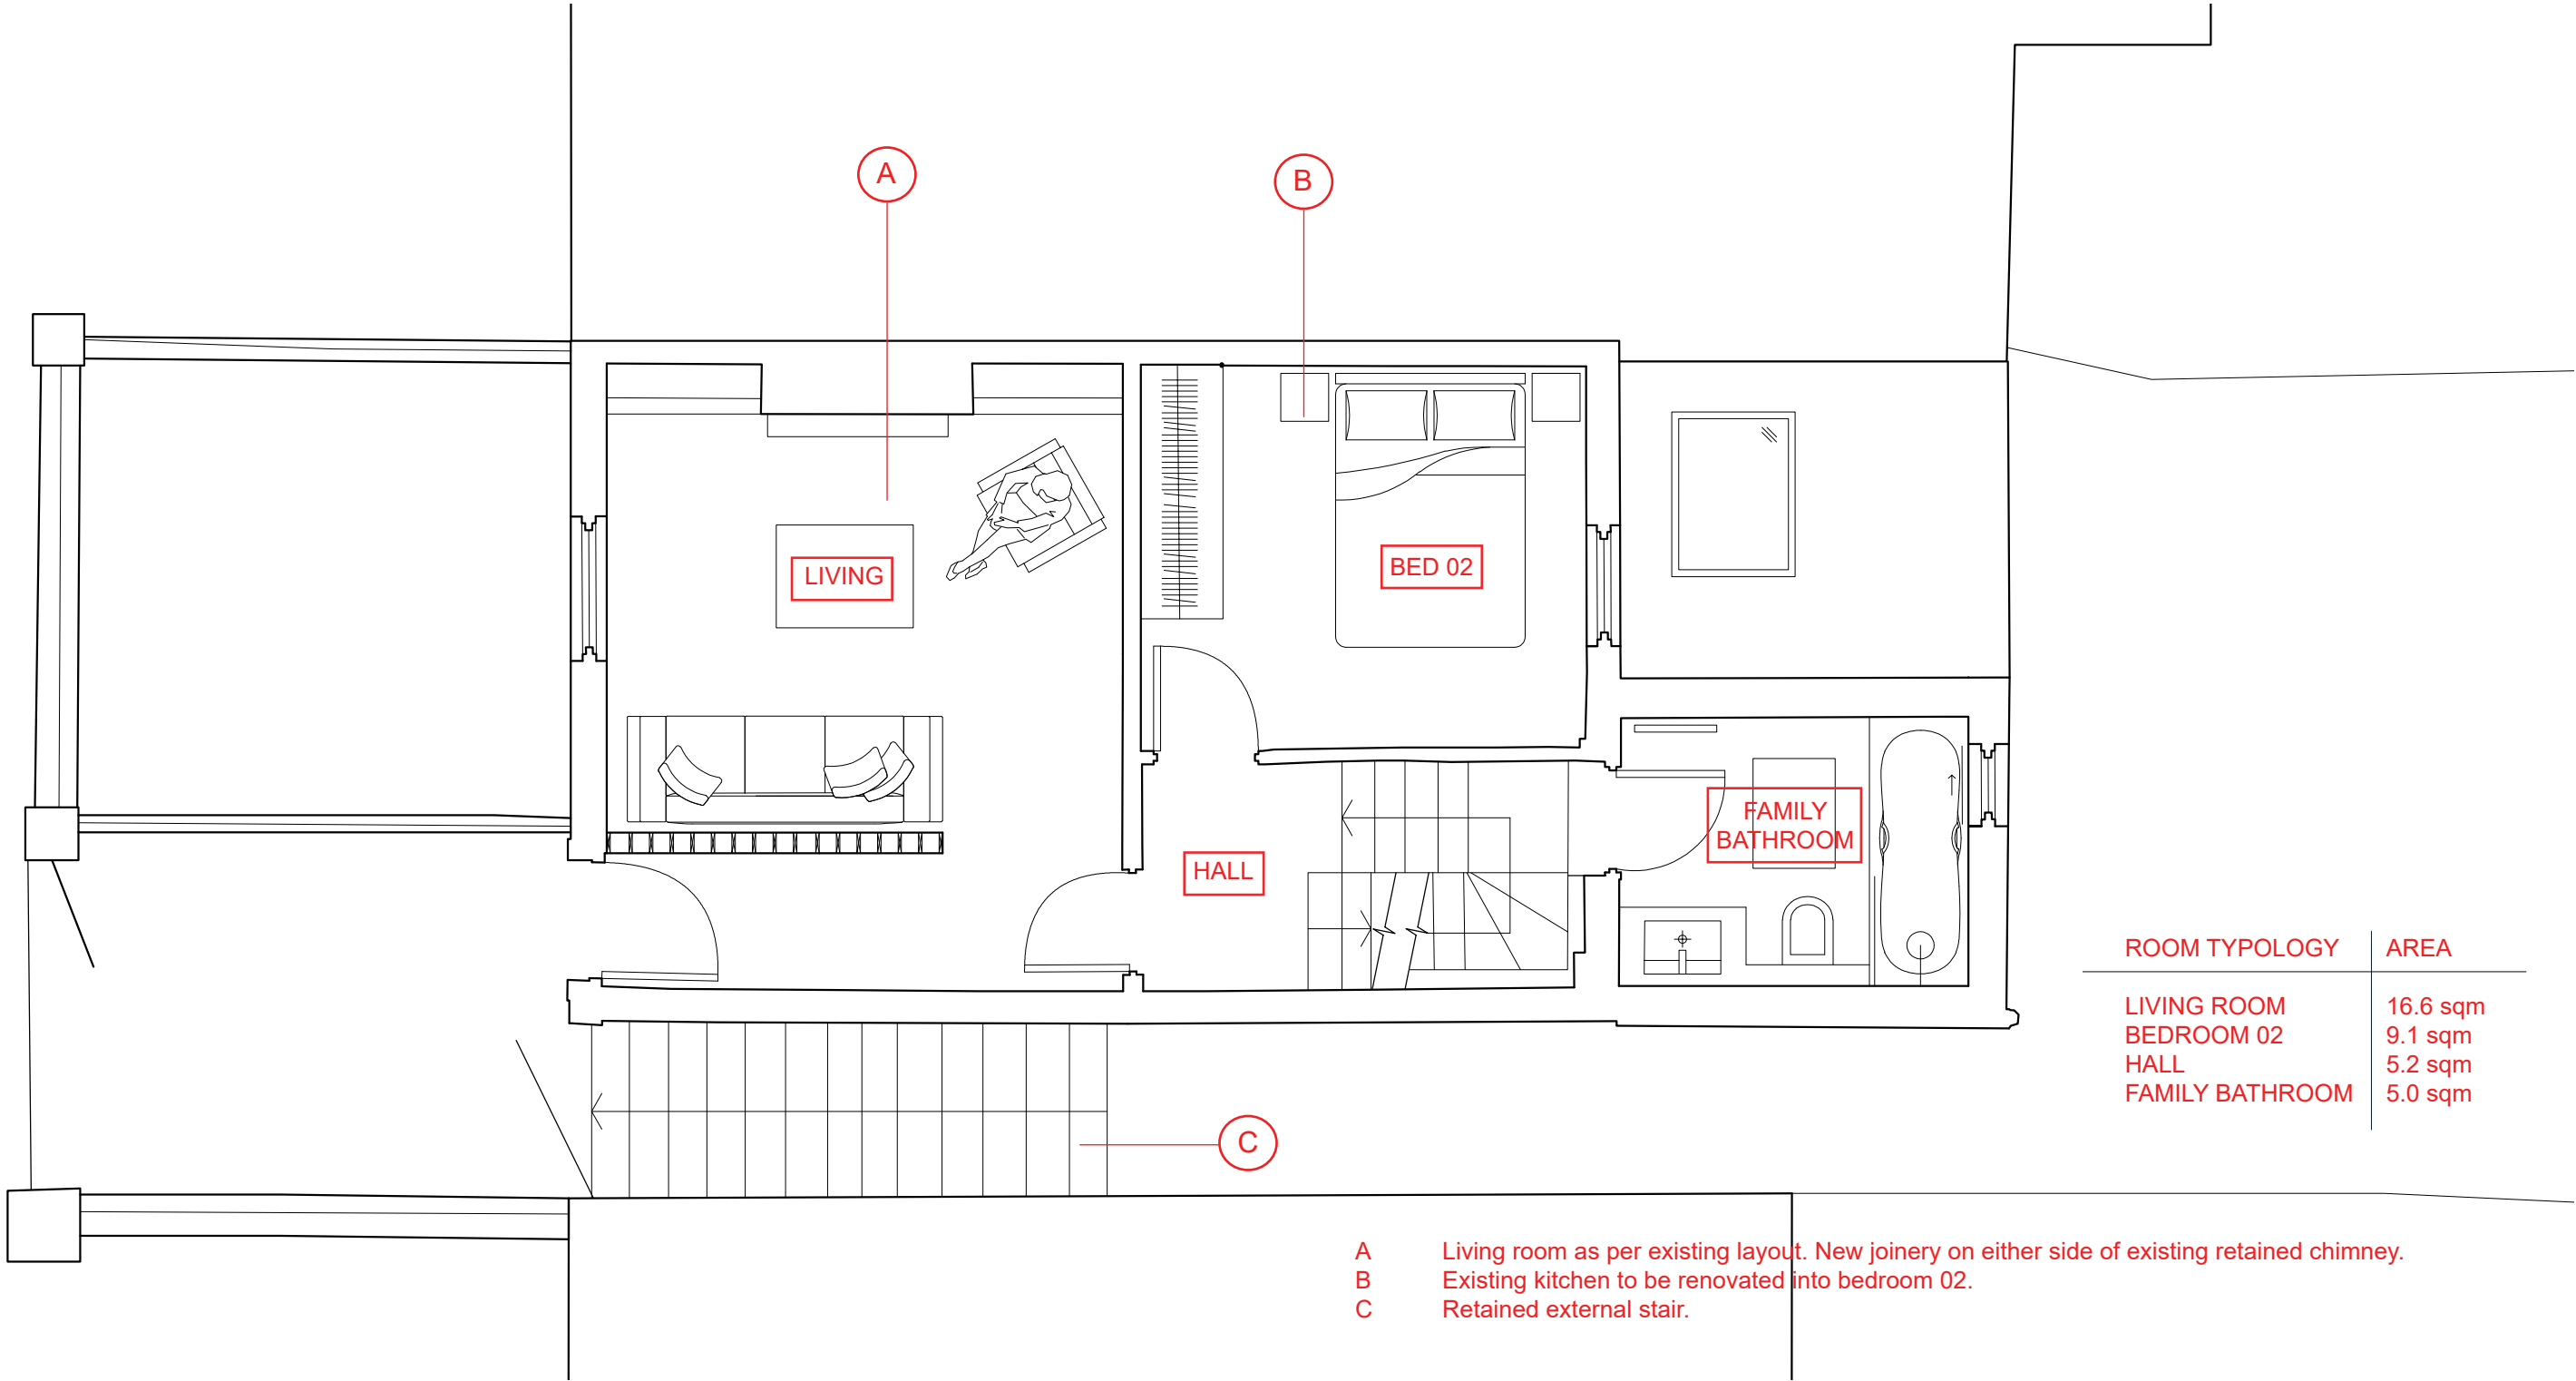 A
B
LIVING
BED 02
FAMILY
BATHROOM
HALL
ROOM TYPOLOGY AREA
LIVING ROOM 16.6 sqm
BEDROOM 02 9.1 sqm
HALL 5.2 sqm
FAMILY BATHROOM 5.0 sqm
C
A Living room as per existing layout. New joinery on either side of existing retained chimney.
B Existing kitchen to be renovated into bedroom 02.
C Retained external stair.